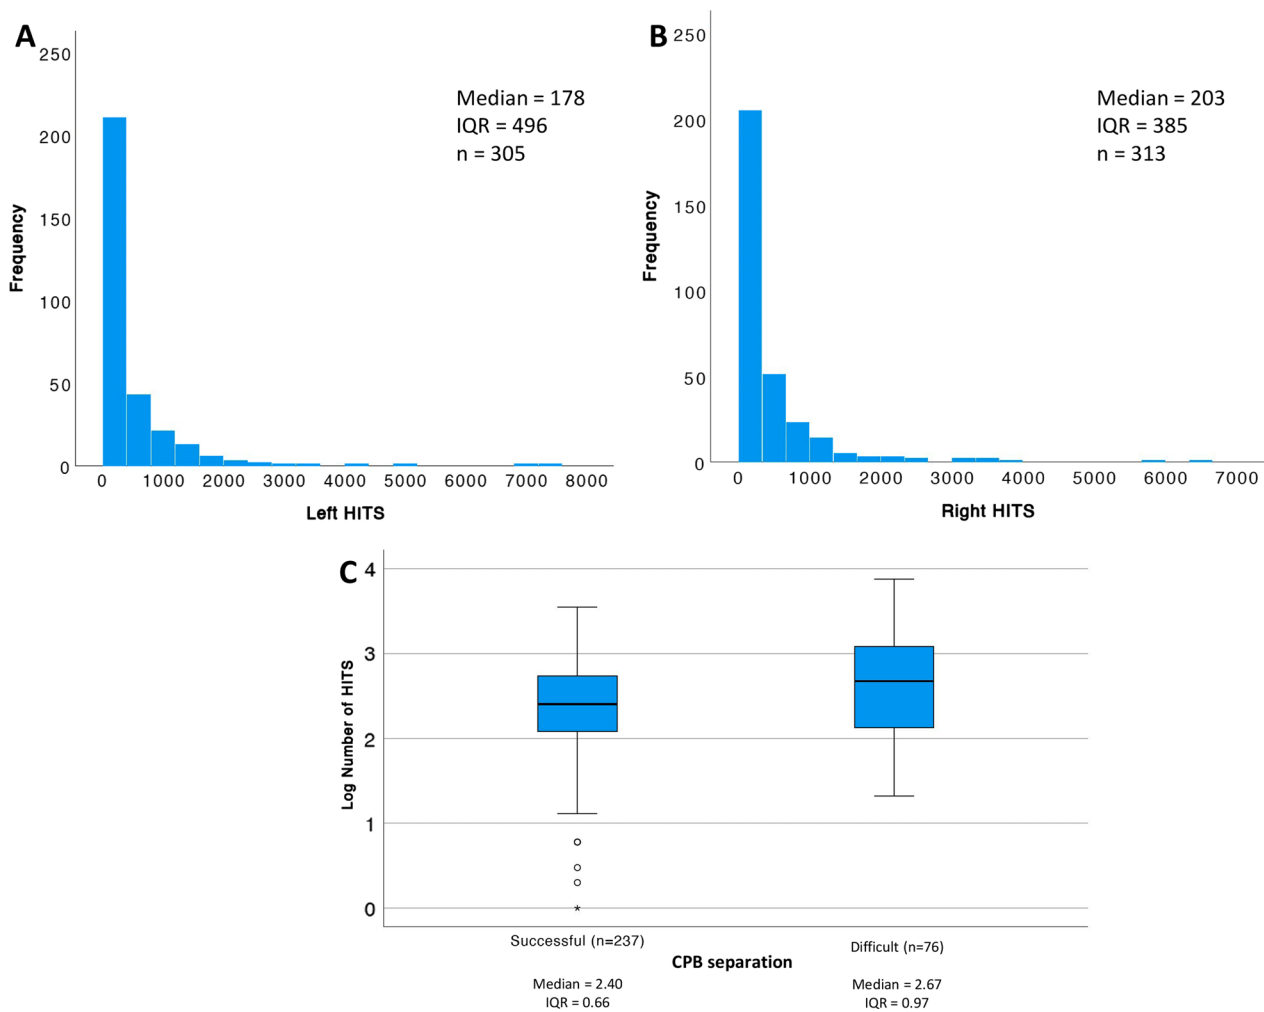 A
250
200
150
100
50
0
Frequency
Median = 178
IQR = 496
n = 305
0 1000 2000 3000 4000 5000 6000 7000 8000
Left HITS
B
250
200
150
100
50
0
Frequency
Median = 203
IQR = 385
n = 313
0 1000 2000 3000 4000 5000 6000 7000
Right HITS
C
4
3
2
1
0
Log Number of HITS
Successful (n=237)
Difficult (n=76)
CPB separation
Median = 2.40
IQR = 0.66
Median = 2.67
IQR = 0.97